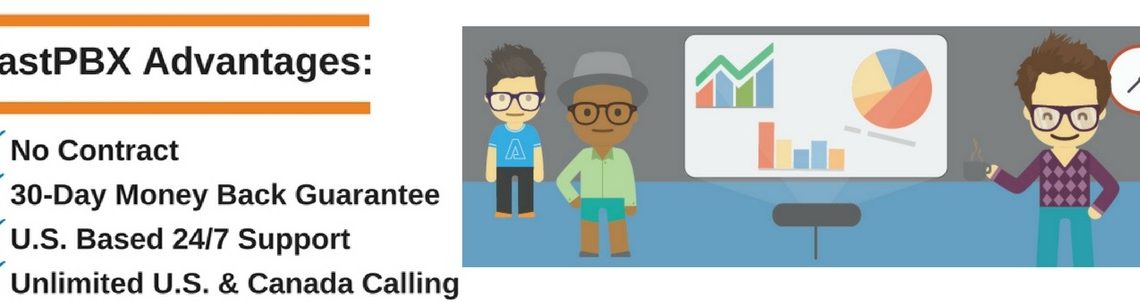 astPBX Advantages:
No Contract
30-Day Money Back Guarantee
U.S. Based 24/7 Support
Unlimited U.S. & Canada Calling
A